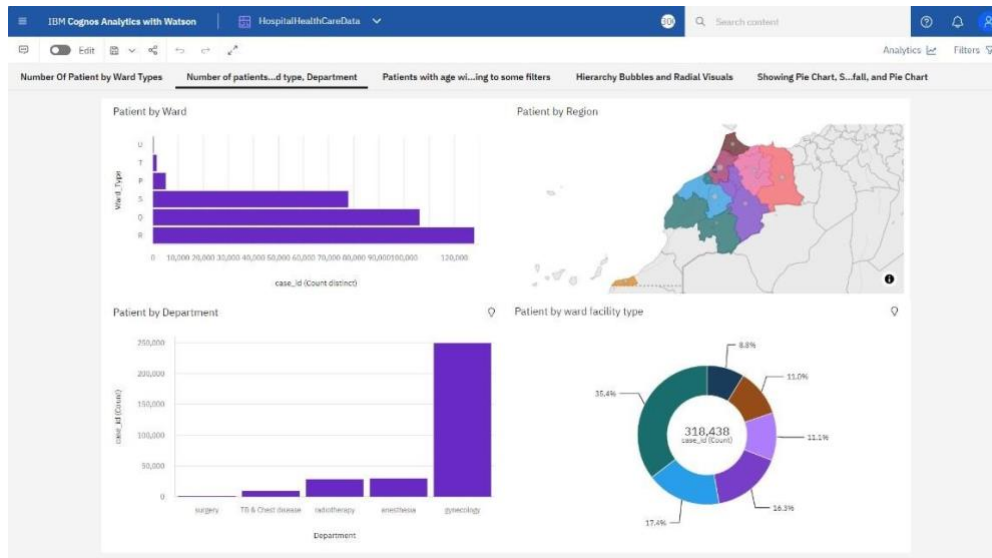 IBM Cognos Analytics with Watson
HospitalHealthCareData
Search content
Edit
Analytics
Filters
Number Of Patient by Ward Types
Number of patients...d type, Department
Patients with age wi...ing to some filters
Hierarchy Bubbles and Radial Visuals
Showing Pie Chart, S...fall, and Pie Chart
Patient by Ward
Ward_Type
U
T
P
S
Q
R
0 10,000 20,000 30,000 40,000 50,000 60,000 70,000 80,000 90,000 100,000 120,000
case_id (Count distinct)
Patient by Region
Patient by Department
case_id (Count)
250,000
200,000
150,000
100,000
50,000
0
surgery TB & Chest disease radiotherapy anesthesia gynecology
Department
Patient by ward facility type
8.8%
11.0%
11.1%
16.3%
17.4%
35.4%
318,438
case_id (Count)